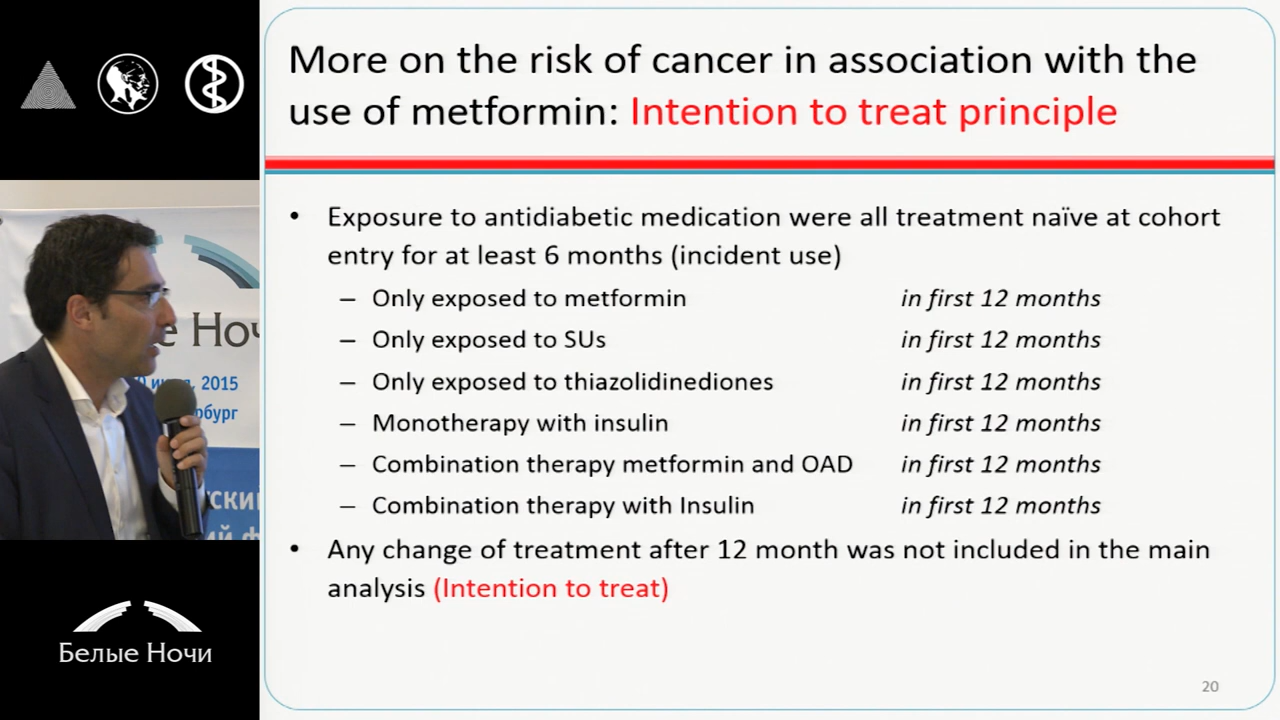 More on the risk of cancer in association with the
use of metformin: Intention to treat principle
• Exposure to antidiabetic medication were all treatment naïve at cohort
entry for at least 6 months (incident use)
– Only exposed to metformin in first 12 months
– Only exposed to SUs in first 12 months
– Only exposed to thiazolidinediones in first 12 months
– Monotherapy with insulin in first 12 months
– Combination therapy metformin and OAD in first 12 months
– Combination therapy with Insulin in first 12 months
• Any change of treatment after 12 month was not included in the main
analysis (Intention to treat)
20
2015
Белые Ночи